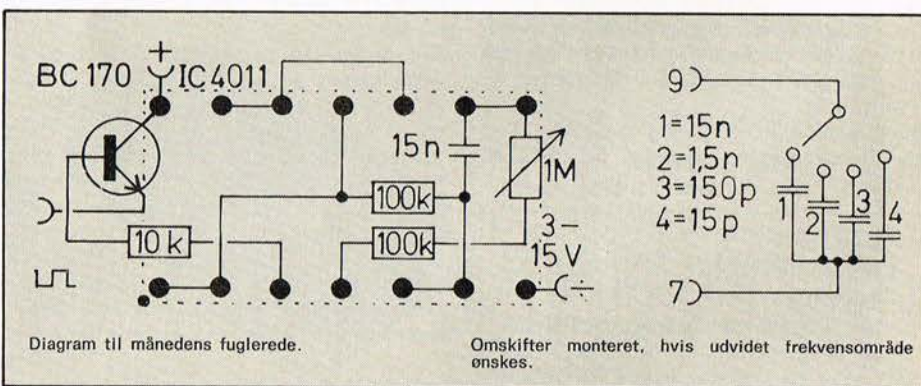 BC 170
+
IC 4011
15n
1M
100k
100k
10 k
3-
15 V
÷
9
1=15n
2=1,5n
3=150p
4=15p
1
2
3
4
7
Diagram til månedens fuglerede.
Omskifter monteret, hvis udvidet frekvensområde
ønskes.